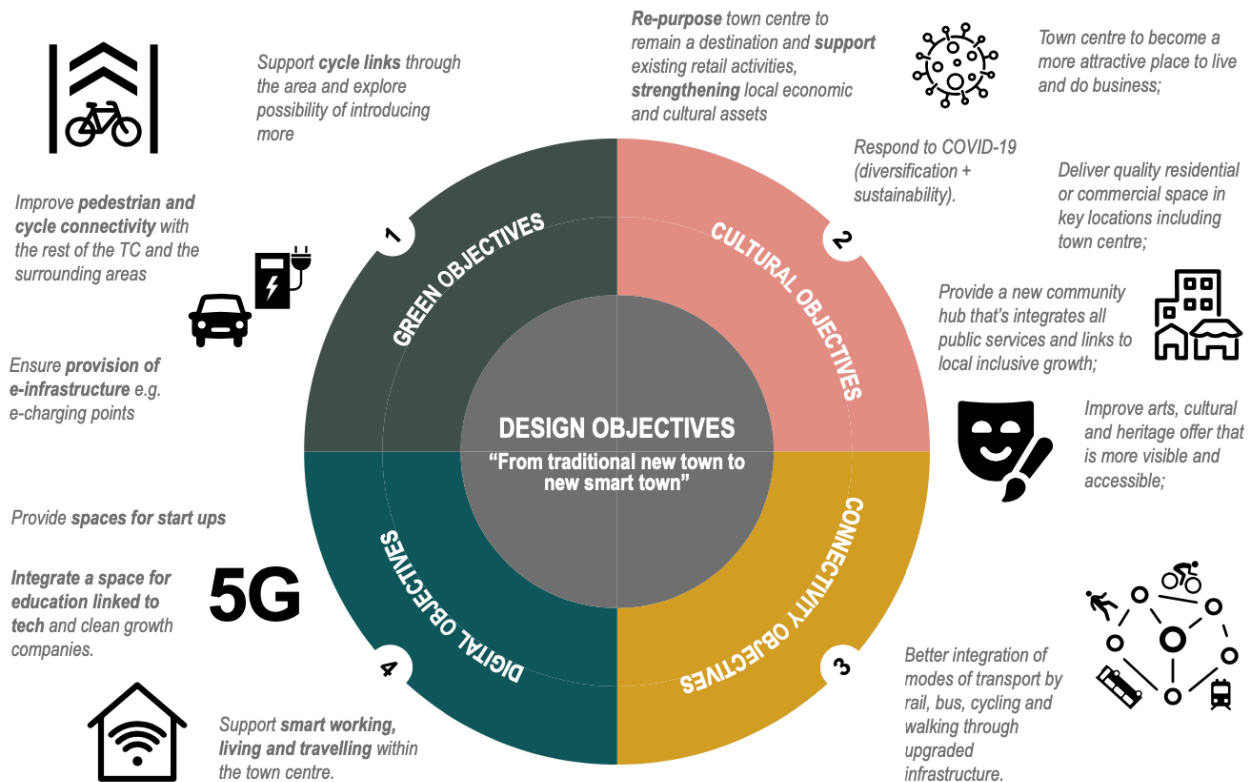 Support cycle links through
the area and explore
possibility of introducing
more
Improve pedestrian and
cycle connectivity with
the rest of the TC and the
surrounding areas
Ensure provision of
e-infrastructure e.g.
e-charging points
1
GREEN OBJECTIVES
Re-purpose town centre to
remain a destination and support
existing retail activities,
strengthening local economic
and cultural assets
Town centre to become a
more attractive place to live
and do business;
Respond to COVID-19
(diversification +
sustainability).
Deliver quality residential
or commercial space in
key locations including
town centre;
Provide a new community
hub that's integrates all
public services and links to
local inclusive growth;
Improve arts, cultural
and heritage offer that
is more visible and
accessible;
2
CULTURAL OBJECTIVES
DESIGN OBJECTIVES
“From traditional new town to
new smart town”
3
CONNECTIVITY OBJECTIVES
Better integration of
modes of transport by
rail, bus, cycling and
walking through
upgraded
infrastructure.
4
DIGITAL OBJECTIVES
Provide spaces for start ups
Integrate a space for
education linked to
tech and clean growth
companies.
5G
Support smart working,
living and travelling within
the town centre.